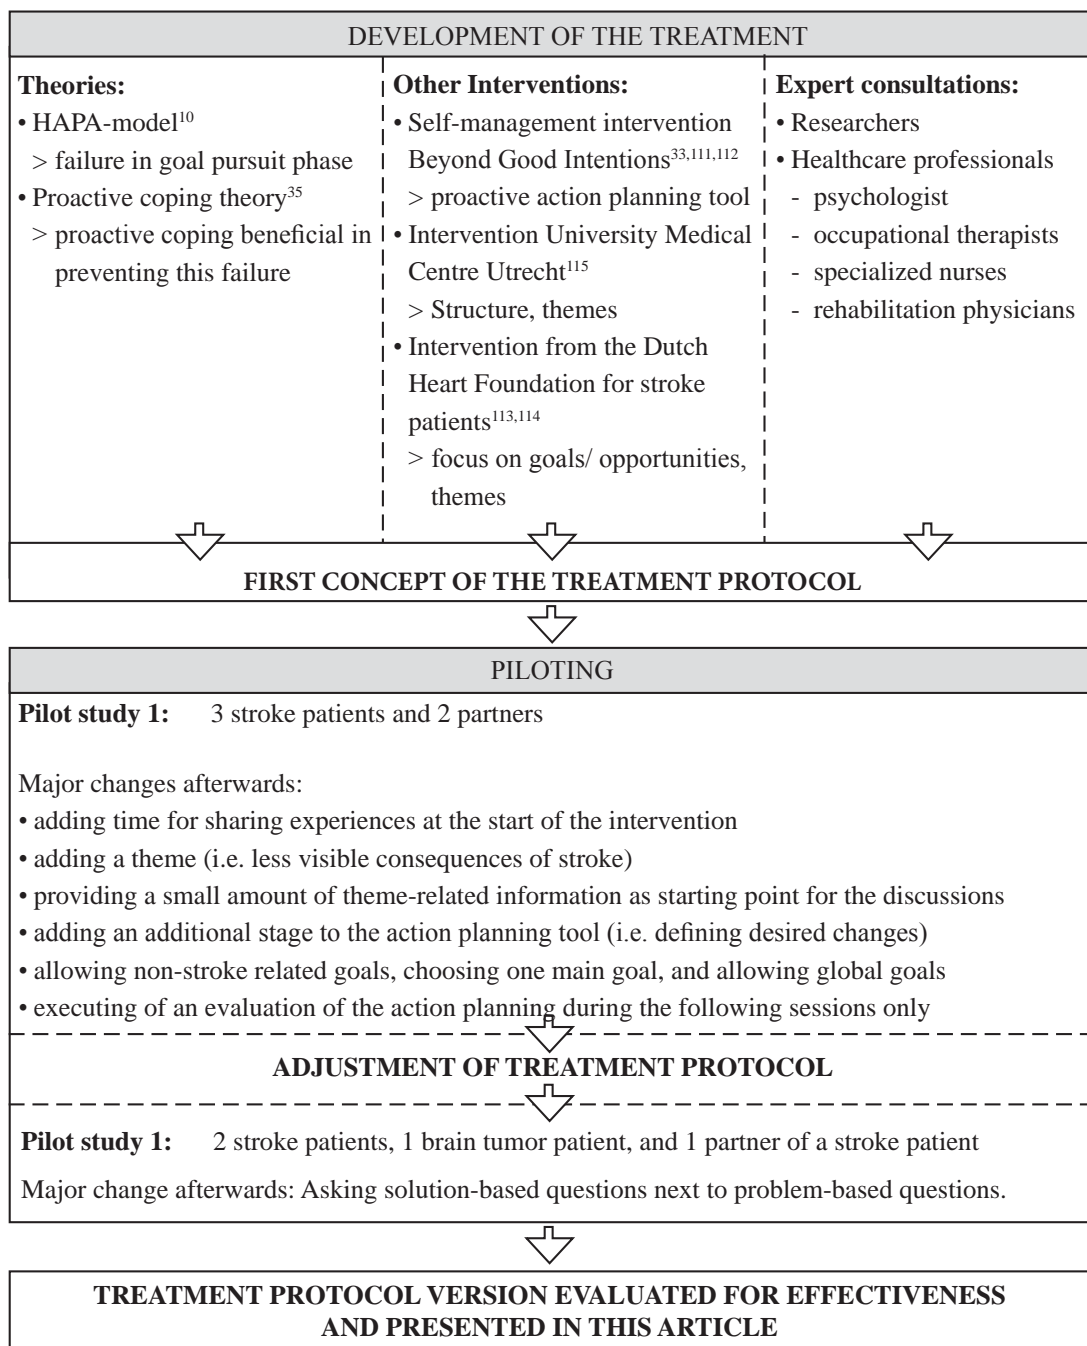 DEVELOPMENT OF THE TREATMENT
Theories:
• HAPA-model10
> failure in goal pursuit phase
• Proactive coping theory35
> proactive coping beneficial in
preventing this failure
Other Interventions:
• Self-management intervention
Beyond Good Intentions33,111,112
> proactive action planning tool
• Intervention University Medical
Centre Utrecht115
> Structure, themes
• Intervention from the Dutch
Heart Foundation for stroke
patients113,114
> focus on goals/ opportunities,
themes
Expert consultations:
• Researchers
• Healthcare professionals
- psychologist
- occupational therapists
- specialized nurses
- rehabilitation physicians
FIRST CONCEPT OF THE TREATMENT PROTOCOL
PILOTING
Pilot study 1: 3 stroke patients and 2 partners
Major changes afterwards:
• adding time for sharing experiences at the start of the intervention
• adding a theme (i.e. less visible consequences of stroke)
• providing a small amount of theme-related information as starting point for the discussions
• adding an additional stage to the action planning tool (i.e. defining desired changes)
• allowing non-stroke related goals, choosing one main goal, and allowing global goals
• executing of an evaluation of the action planning during the following sessions only
ADJUSTMENT OF TREATMENT PROTOCOL
Pilot study 1: 2 stroke patients, 1 brain tumor patient, and 1 partner of a stroke patient
Major change afterwards: Asking solution-based questions next to problem-based questions.
TREATMENT PROTOCOL VERSION EVALUATED FOR EFFECTIVENESS
AND PRESENTED IN THIS ARTICLE